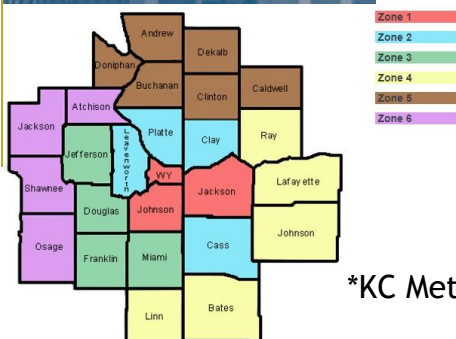 Zone 1
Zone 2
Zone 3
Zone 4
Zone 5
Zone 6
Andrew
Dekalb
Doniphan
Buchanan
Clinton
Caldwell
Atchison
Jackson
Platte
Clay
Ray
Jefferson
Leavenworth
WY
Jackson
Lafayette
Shawnee
Douglas
Johnson
Johnson
Osage
Franklin
Miami
Cass
Linn
Bates
*KC Met